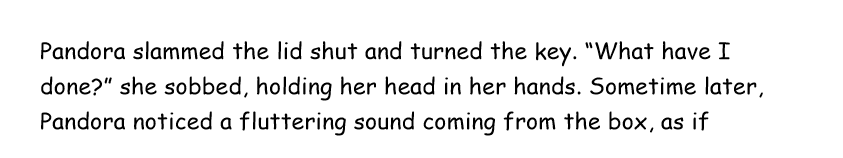 Pandora slammed the lid shut and turned the key. “What have I
done?” she sobbed, holding her head in her hands. Sometime later,
Pandora noticed a fluttering sound coming from the box, as if